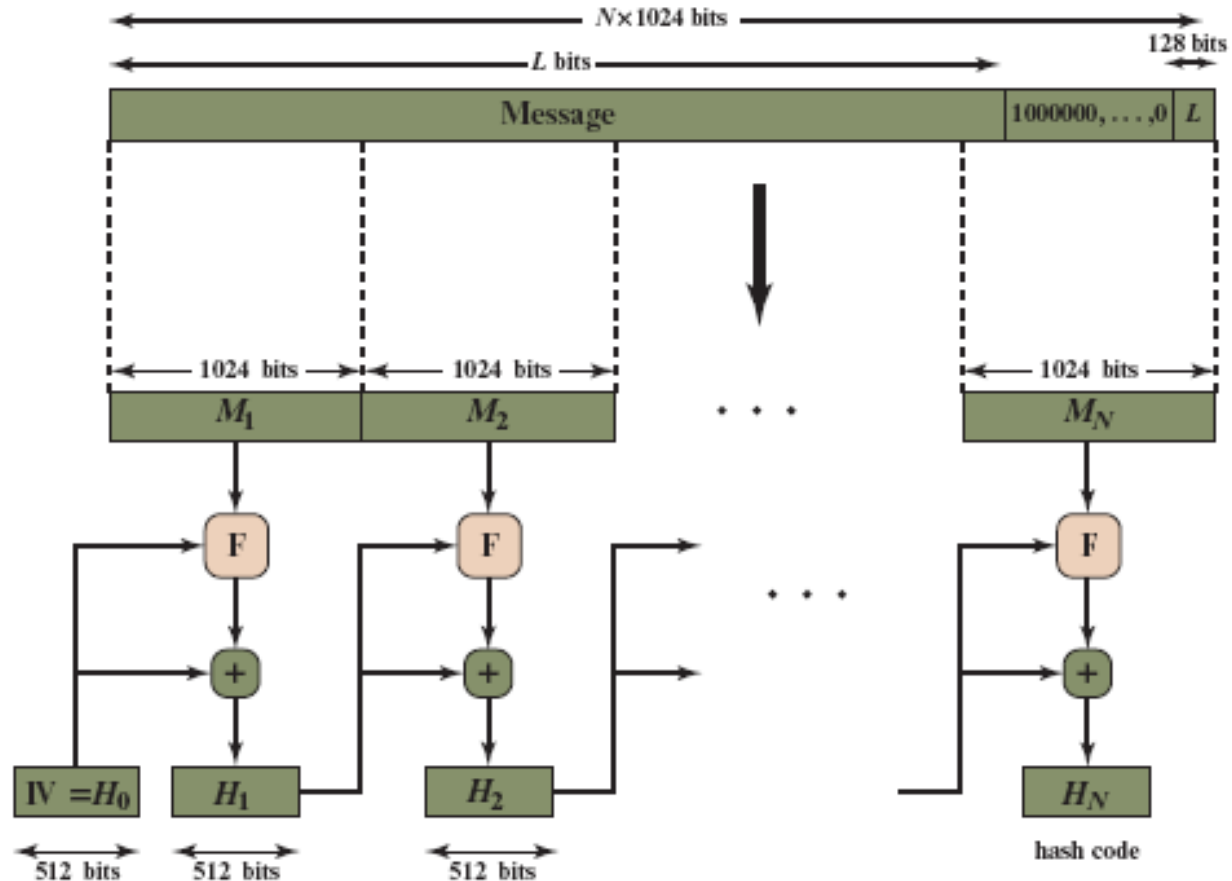 N×1024 bits
128 bits
L bits
Message 1000000, . . . ,0 L
1024 bits 1024 bits 1024 bits
M1 M2 . . . MN
F F F
. . .
+ + +
IV =H0 H1 H2 HN
512 bits 512 bits 512 bits hash code